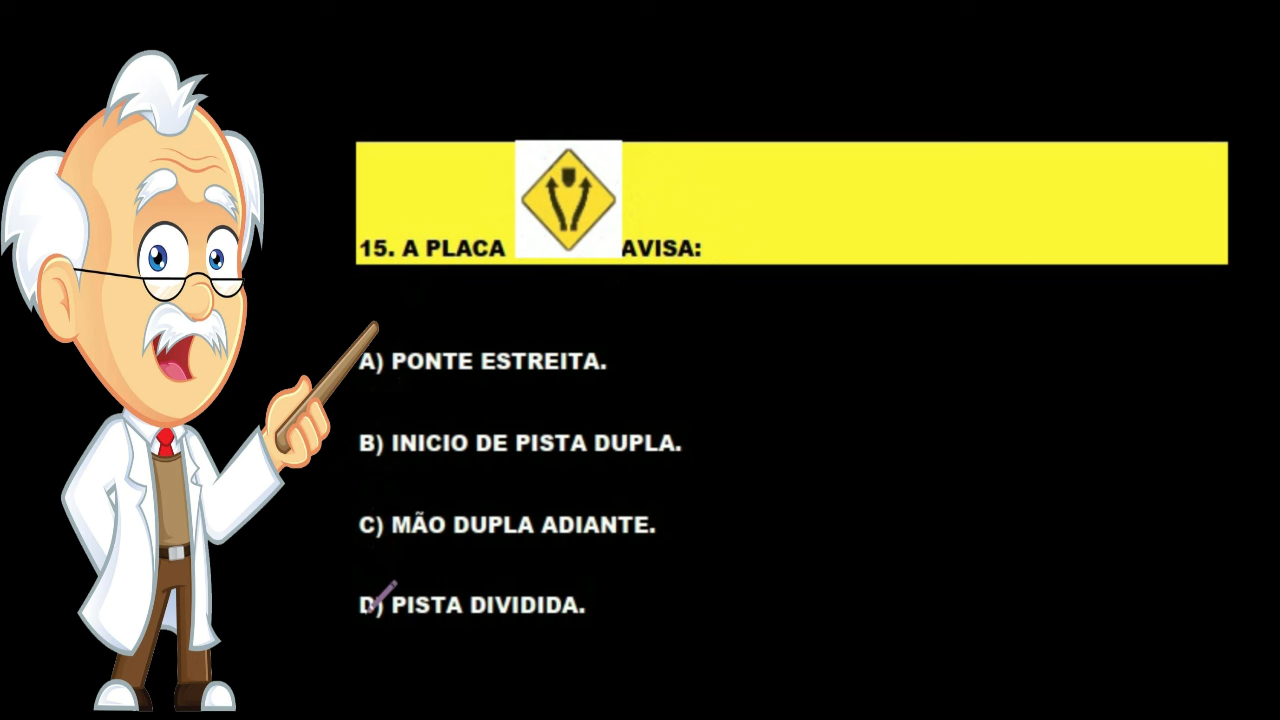 15. A PLACA AVISA:
A) PONTE ESTREITA.
B) INICIO DE PISTA DUPLA.
C) MÃO DUPLA ADIANTE.
D) PISTA DIVIDIDA.